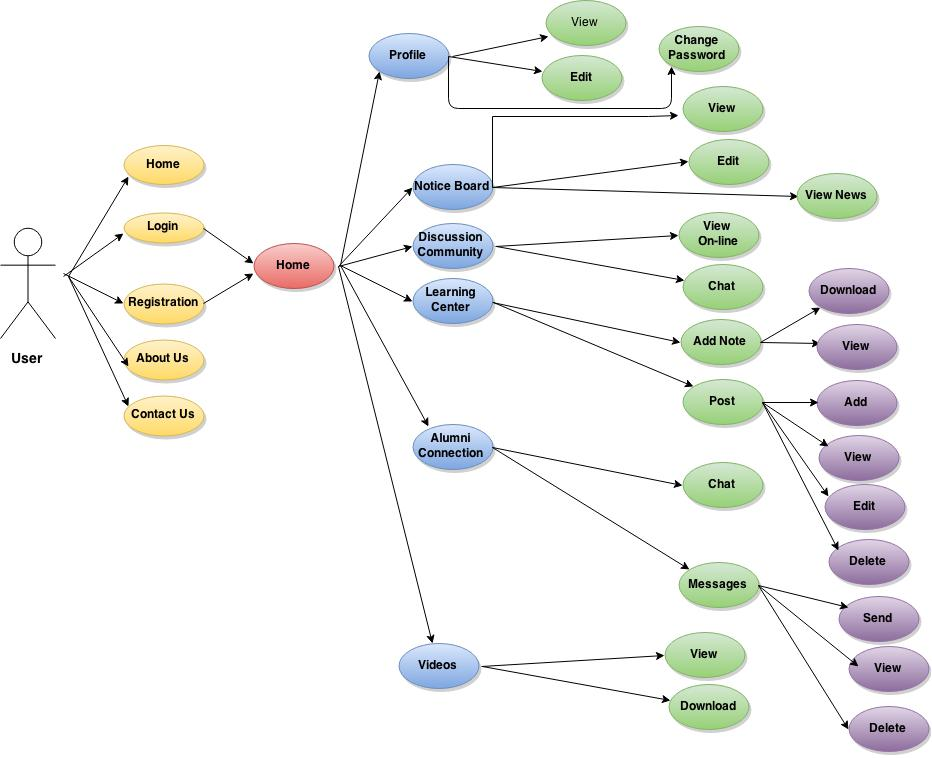 User
Home
Login
Registration
About Us
Contact Us
Home
Profile
Notice Board
Discussion
Community
Learning
Center
Alumni
Connection
Videos
View
Edit
Change
Password
View
Edit
View News
View
On-line
Chat
Add Note
Post
Chat
Messages
View
Download
Download
View
Add
View
Edit
Delete
Send
View
Delete